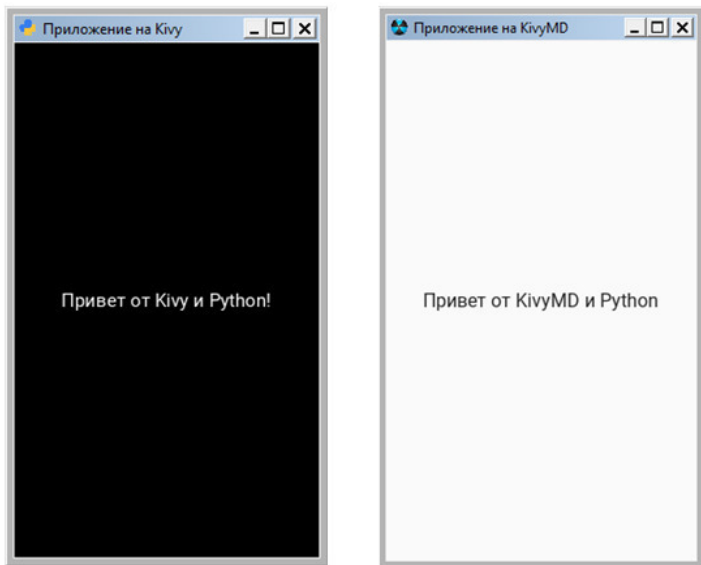 Приложение на Kivy
Приложение на KivyMD
Привет от Kivy и Python!
Привет от KivyMD и Python